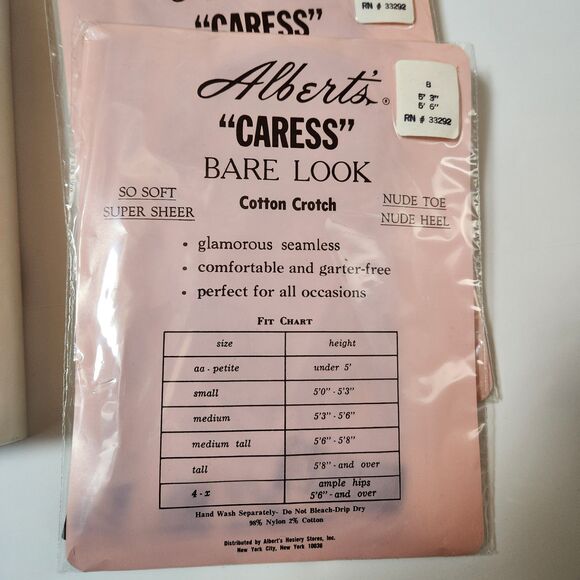 RN # 33292
"CARESS"
Albert's ®
B
5' 3"
5' 6"
RN # 33292
"CARESS"
BARE LOOK
SO SOFT
SUPER SHEER
Cotton Crotch
NUDE TOE
NUDE HEEL
• glamorous seamless
• comfortable and garter-free
• perfect for all occasions
FIT CHART
size height
aa - petite under 5'
small 5'0" - 5'3"
medium 5'3" - 5'6"
medium tall 5'6" - 5'8"
tall 5'8" - and over
4 - x ample hips
5'6" - and over
Hand Wash Separately- Do Not Bleach-Drip Dry
98% Nylon 2% Cotton
Distributed by Albert's Hosiery Stores, Inc.
New York City, New York 10036